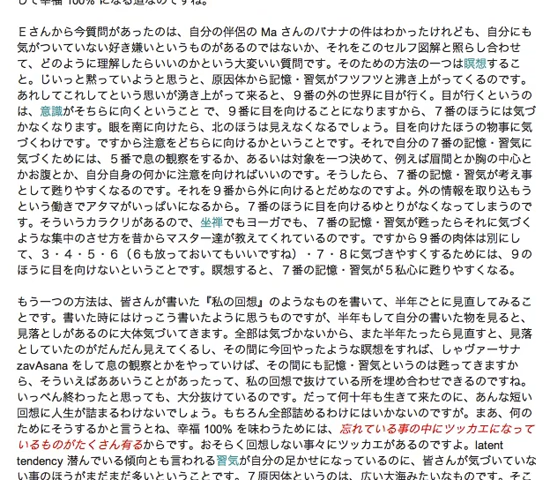 して幸福 100% になる道なのですね。
Ｅさんから今質問があったのは、自分の伴侶の Ma さんのバナナの件はわかったけれども、自分にも
気がついていない好き嫌いというものがあるのではないか、それをこのセルフ図解と照らし合わせ
て、どのように理解したらいいのかという大変いい質問です。そのための方法の一つは瞑想するこ
と。じいっと黙っていようと思うと、原因体から記憶・習気がフツフツと沸き上がってくるのです。
あれしてこれしてという思いが湧き上がって来ると、９番の外の世界に目が行く。目が行くというの
は、意識がそちらに向くということ で、９番に目を向けることになりますから、７番のほうには気づ
かなくなります。眼を南に向けたら、北のほうは見えなくなるでしょう。目を向けたほうの物事に気
づくわけです。ですから注意をどちらに向けるかということです。それで自分の７番の記憶・習気に
気づくためには、５番で息の観察をするか、あるいは対象を一つ決めて、例えば眉間とか胸の中心と
かお腹とか、自分自身の何かに注意を向ければいいのです。そうしたら、７番の記憶・習気が考え事
として甦りやすくなるのです。それを９番から外に向けるとだめなのですよ。外の情報を取り込もう
という働きでアタマがいっぱいになるから。７番のほうに目を向けるゆとりがなくなってしまうので
す。そういうカラクリがあるので、坐禅でもヨーガでも、７番の記憶・習気が甦ったらそれに気づく
ような集中のさせ方を昔からマスター達が教えてくれているのです。ですから９番の肉体は別にし
て、３・４・５・６（６も放っておいてもいいですね）・７・８に気づきやすくするためには、９の
ほうに目を向けないということです。瞑想すると、７番の記憶・習気が５私心に甦りやすくなる。
もう一つの方法は、皆さんが書いた『私の回想』のようなものを書いて、半年ごとに見直してみるこ
とです。書いた時にはけっこう書いたように思うものですが、半年もして自分の書いた物を見ると、
見落としがあるのに大体気づいてきます。全部は気づかないから、また半年たったら見直すと、見落
としていたのがだんだん見えてくるし、その間に今回やったような瞑想をすれば、しゃヴァーサナ
zavAsana をして息の観察とかをやっていけば、その間にも記憶・習気というのは甦ってきますか
ら、そういえばああいうことがあったって、私の回想で抜けている所を埋め合わせできるのですね。
いっぺん終わったと思っても、大分抜けているのです。だって何十年も生きて来たのに、あんな短い
回想に人生が詰まるわけないでしょう。もちろん全部詰めるわけにはいかないのですが。まあ、何の
ためにそうするかと言うとね、幸福 100% を味わうためには、忘れている事の中にツッカエになって
いるものがたくさん有るからです。おそらく回想しない事々にツッカエがあるのですよ。latent
tendency 潜んでいる傾向とも言われる習気が自分の足かせになっているのに、皆さんが気づいていな
い事のほうがまだまだ多いということです。７原因体というのは、広い大海みたいなものです。そこ